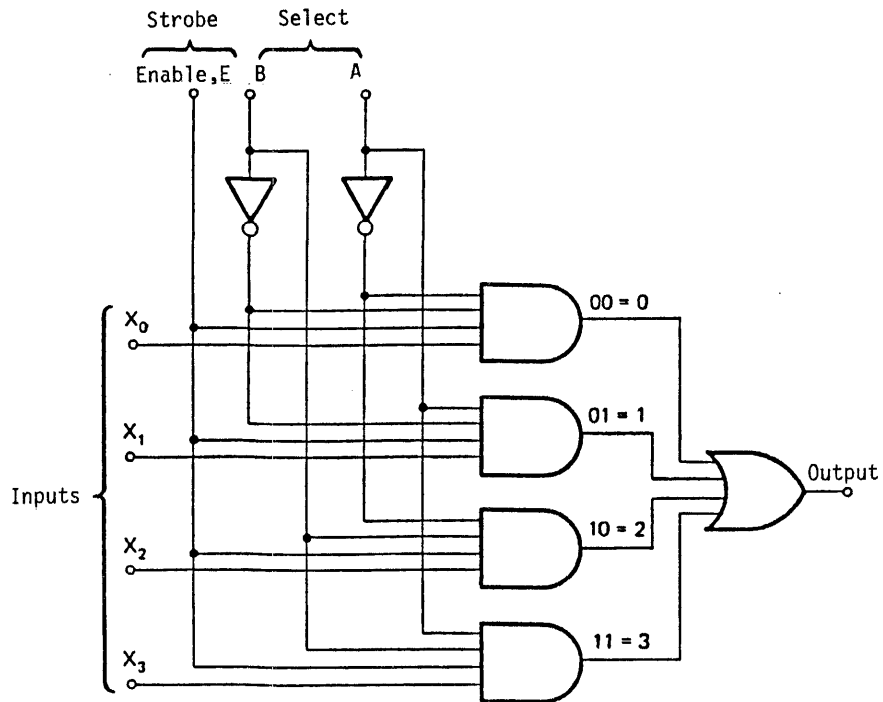 Strobe Select
Enable,E B A
X₀
00 = 0
X₁
01 = 1
Output
Inputs
10 = 2
X₂
11 = 3
X₃